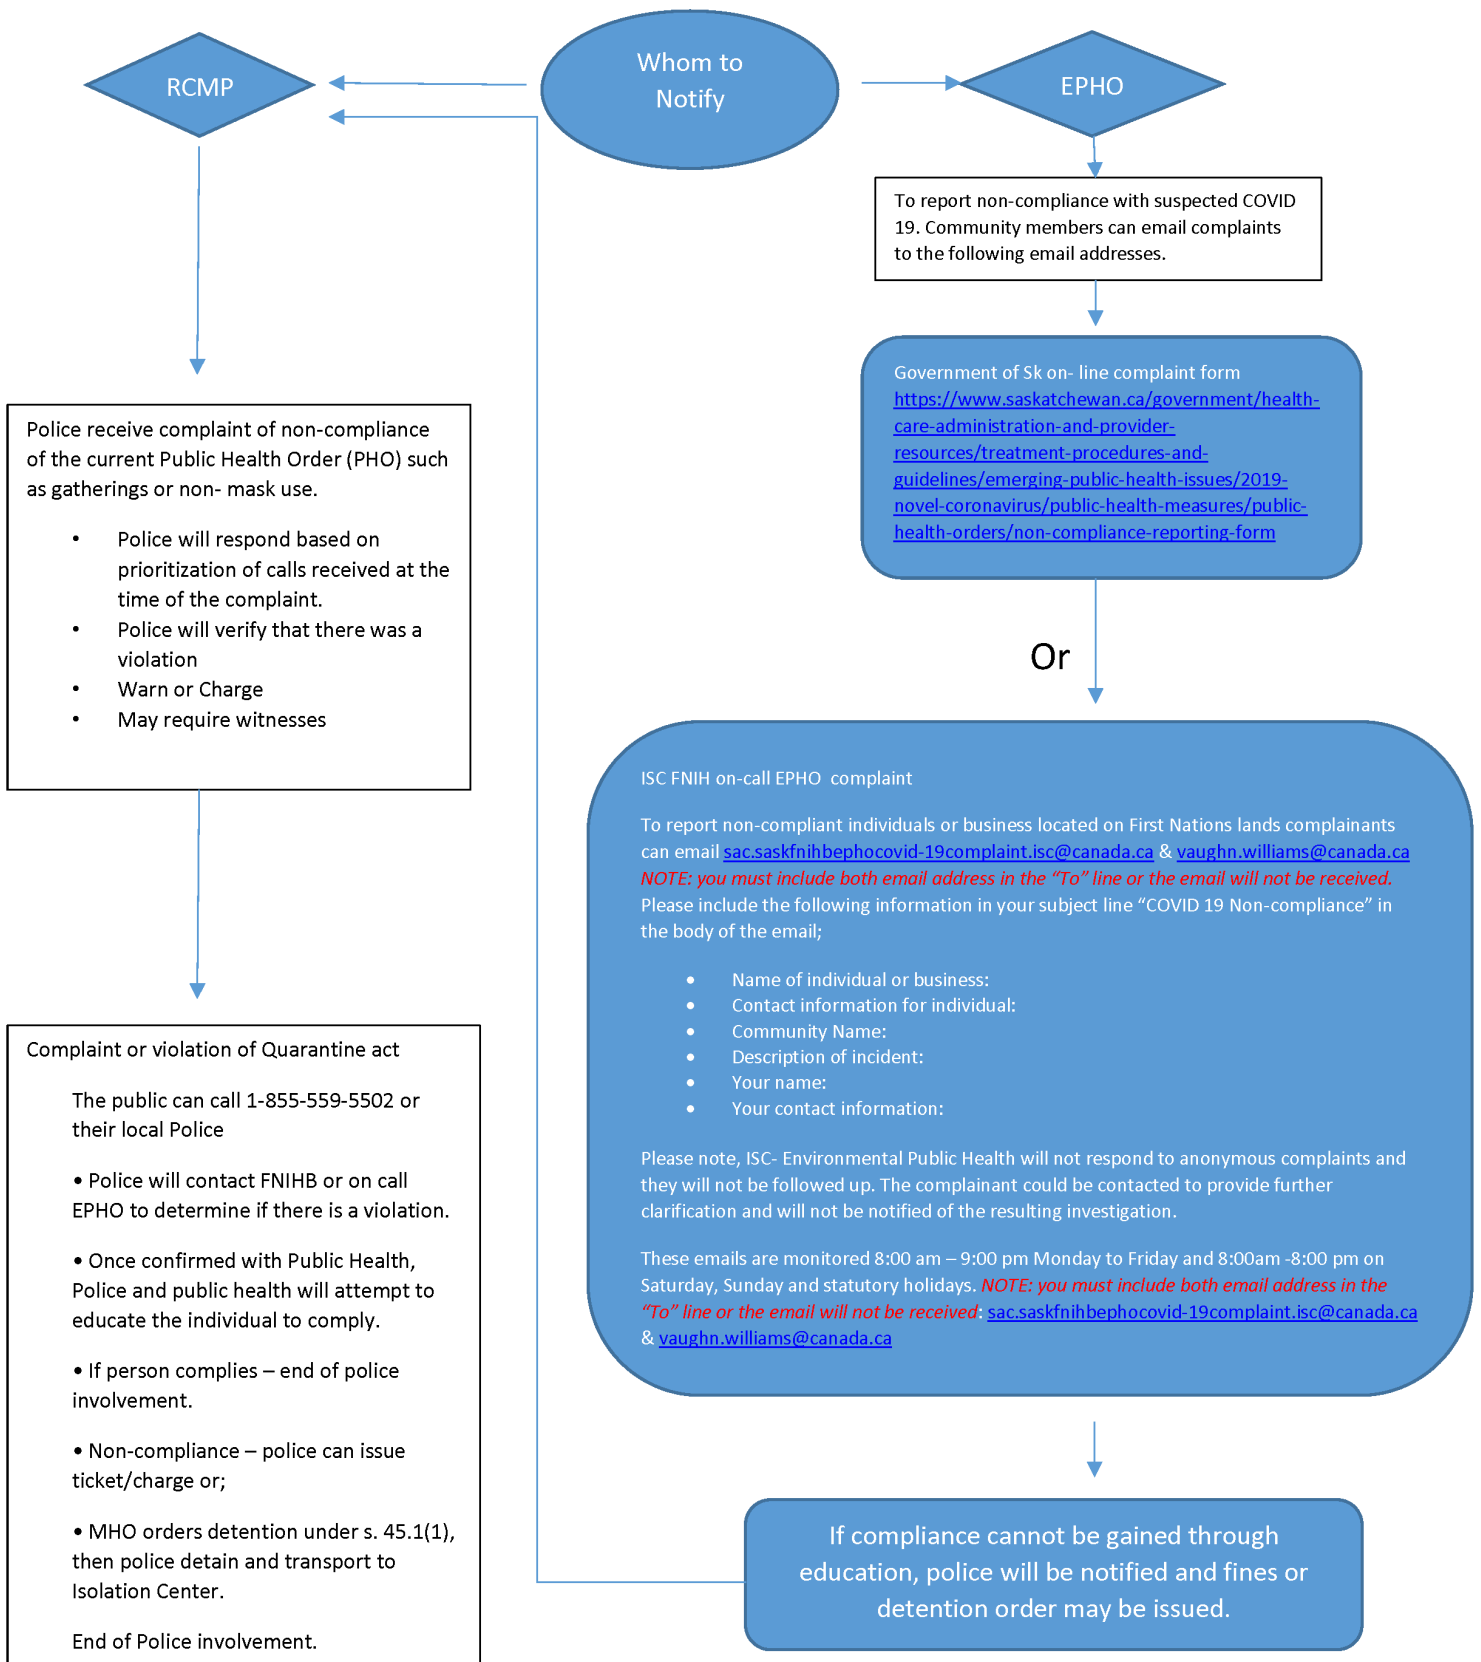 Whom to
Notify
RCMP
EPHO
To report non-compliance with suspected COVID
19. Community members can email complaints
to the following email addresses.
Government of Sk on- line complaint form
https://www.saskatchewan.ca/government/health-
care-administration-and-provider-
resources/treatment-procedures-and-
guidelines/emerging-public-health-issues/2019-
novel-coronavirus/public-health-measures/public-
health-orders/non-compliance-reporting-form
Or
ISC FNIH on-call EPHO  complaint
To report non-compliant individuals or business located on First Nations lands complainants
can email sac.saskfnihbephocovid-19complaint.isc@canada.ca & vaughn.williams@canada.ca
NOTE: you must include both email address in the “To” line or the email will not be received.
Please include the following information in your subject line “COVID 19 Non-compliance” in
the body of the email;
• Name of individual or business:
• Contact information for individual:
• Community Name:
• Description of incident:
• Your name:
• Your contact information:
Please note, ISC- Environmental Public Health will not respond to anonymous complaints and
they will not be followed up. The complainant could be contacted to provide further
clarification and will not be notified of the resulting investigation.
These emails are monitored 8:00 am – 9:00 pm Monday to Friday and 8:00am -8:00 pm on
Saturday, Sunday and statutory holidays. NOTE: you must include both email address in the
“To” line or the email will not be received: sac.saskfnihbephocovid-19complaint.isc@canada.ca
& vaughn.williams@canada.ca
If compliance cannot be gained through
education, police will be notified and fines or
detention order may be issued.
Police receive complaint of non-compliance
of the current Public Health Order (PHO) such
as gatherings or non- mask use.
• Police will respond based on
prioritization of calls received at the
time of the complaint.
• Police will verify that there was a
violation
• Warn or Charge
• May require witnesses
Complaint or violation of Quarantine act
The public can call 1-855-559-5502 or
their local Police
• Police will contact FNIHB or on call
EPHO to determine if there is a violation.
• Once confirmed with Public Health,
Police and public health will attempt to
educate the individual to comply.
• If person complies – end of police
involvement.
• Non-compliance – police can issue
ticket/charge or;
• MHO orders detention under s. 45.1(1),
then police detain and transport to
Isolation Center.
End of Police involvement.